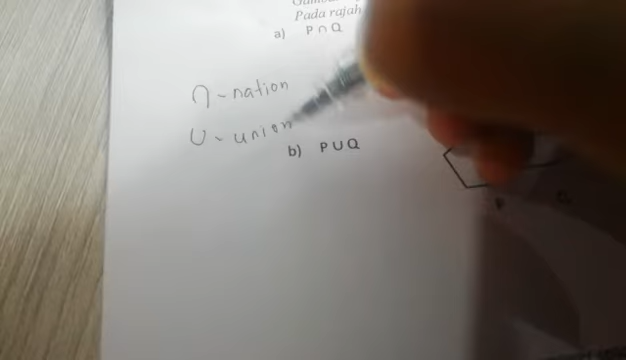 Pada rajah
a) P ∩ Q
∩ - nation
U - union
b) P U Q